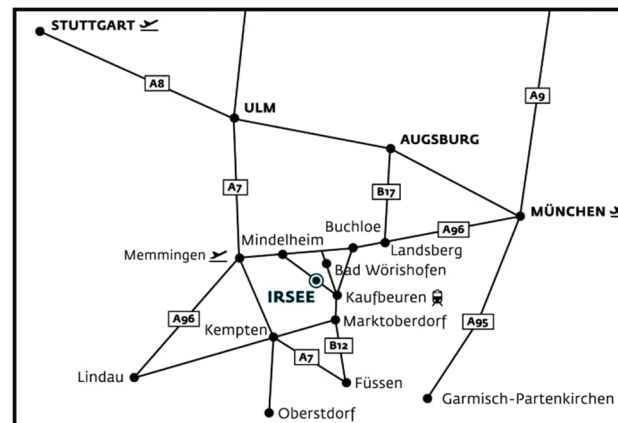 STUTTGART
A8
A9
ULM
AUGSBURG
A7
B17
MÜNCHEN
Buchloe
A96
Mindelheim
Landsberg
Memmingen
Bad Wörishofen
IRSEE
Kaufbeuren
A96
Kempten
Marktoberdorf
A95
B12
A7
Lindau
Füssen
Garmisch-Partenkirchen
Oberstdorf